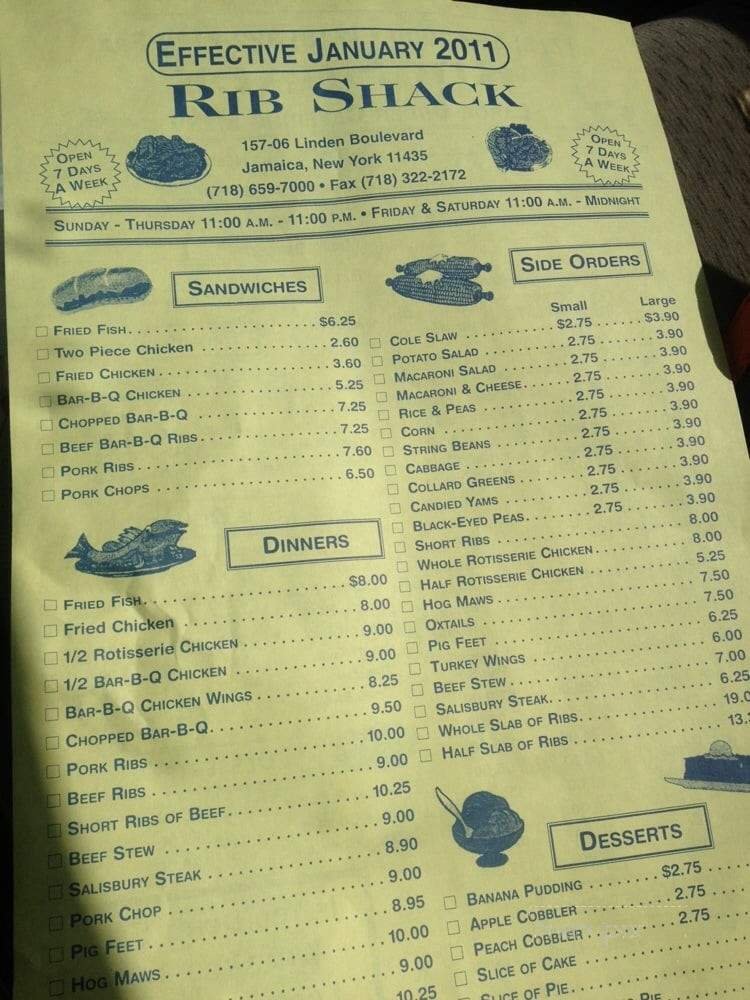 EFFECTIVE JANUARY 2011
RIB SHACK
OPEN
7 DAYS
A WEEK
157-06 Linden Boulevard
Jamaica, New York 11435
(718) 659-7000 • Fax (718) 322-2172
OPEN
7 DAYS
A WEEK
SUNDAY - THURSDAY 11:00 A.M. - 11:00 P.M. • FRIDAY & SATURDAY 11:00 A.M. - MIDNIGHT
SANDWICHES
FRIED FISH $6.25
TWO PIECE CHICKEN 2.60
FRIED CHICKEN 3.60
BAR-B-Q CHICKEN 5.25
CHOPPED BAR-B-Q 7.25
BEEF BAR-B-Q RIBS 7.25
PORK RIBS 7.60
PORK CHOPS 6.50
DINNERS
FRIED FISH $8.00
Fried Chicken 8.00
1/2 ROTISSERIE CHICKEN 9.00
1/2 BAR-B-Q CHICKEN 9.00
BAR-B-Q CHICKEN WINGS 8.25
CHOPPED BAR-B-Q 9.50
PORK RIBS 10.00
BEEF RIBS 9.00
SHORT RIBS OF BEEF 10.25
BEEF STEW 9.00
SALISBURY STEAK 8.90
PORK CHOP 9.00
PIG FEET 8.95
HOG MAWS 10.00
9.00
10.25
SIDE ORDERS
Small Large
COLE SLAW $2.75 $3.90
POTATO SALAD 2.75 3.90
MACARONI SALAD 2.75 3.90
MACARONI & CHEESE 2.75 3.90
RICE & PEAS 2.75 3.90
CORN 2.75 3.90
STRING BEANS 2.75 3.90
CABBAGE 2.75 3.90
COLLARD GREENS 2.75 3.90
CANDIED YAMS 2.75 3.90
BLACK-EYED PEAS 2.75 3.90
SHORT RIBS 8.00
WHOLE ROTISSERIE CHICKEN 8.00
HALF ROTISSERIE CHICKEN 5.25
HOG MAWS 7.50
OXTAILS 7.50
PIG FEET 6.25
TURKEY WINGS 6.00
BEEF STEW 7.00
SALISBURY STEAK 6.25
WHOLE SLAB OF RIBS 19.0
HALF SLAB OF RIBS 13.
DESSERTS
BANANA PUDDING $2.75
APPLE COBBLER 2.75
PEACH COBBLER 2.75
SLICE OF CAKE
SLICE OF PIE
PIE